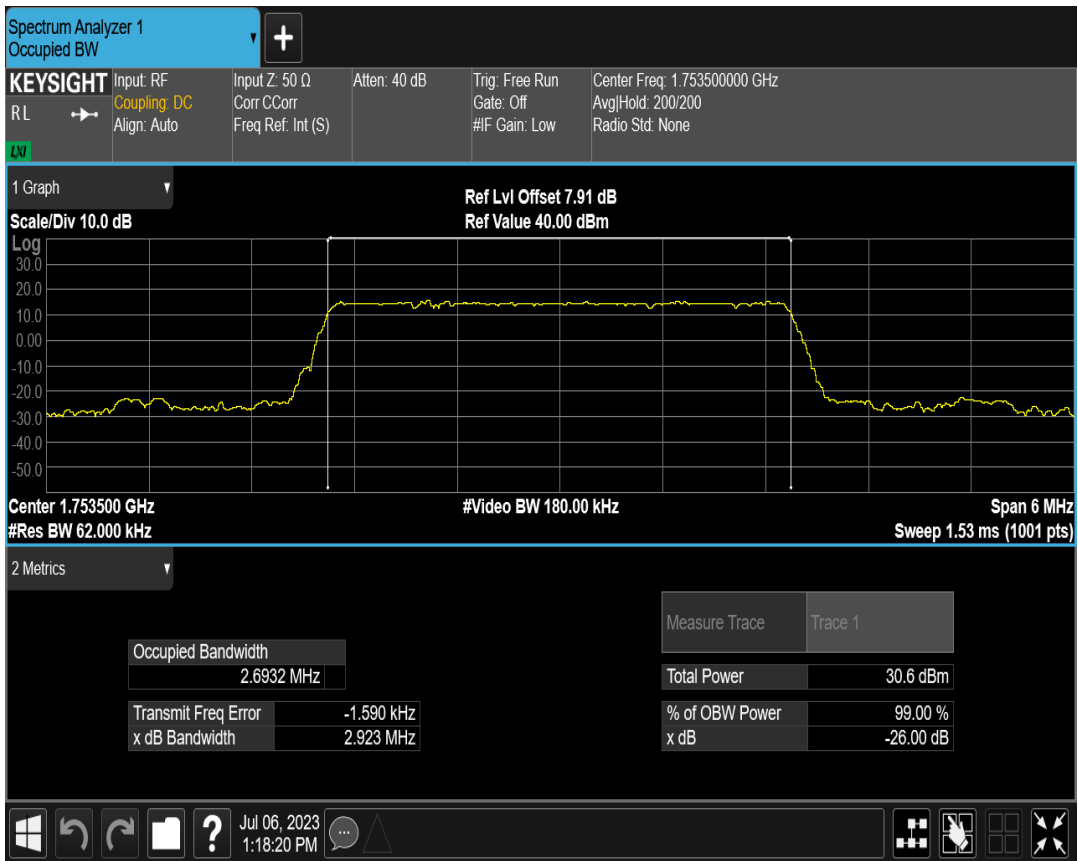 Spectrum Analyzer 1
Occupied BW
+
KEYSIGHT
RL
LXI
Input: RF
Coupling: DC
Align: Auto
Input Z: 50 Ω
Corr CCorr
Freq Ref: Int (S)
Atten: 40 dB
Trig: Free Run
Gate: Off
#IF Gain: Low
Center Freq: 1.753500000 GHz
Avg|Hold: 200/200
Radio Std: None
1 Graph
Scale/Div 10.0 dB
Ref Lvl Offset 7.91 dB
Ref Value 40.00 dBm
Log
30.0
20.0
10.0
0.00
-10.0
-20.0
-30.0
-40.0
-50.0
Center 1.753500 GHz
#Video BW 180.00 kHz
Span 6 MHz
#Res BW 62.000 kHz
Sweep 1.53 ms (1001 pts)
2 Metrics
Measure Trace Trace 1
Occupied Bandwidth
2.6932 MHz
Total Power 30.6 dBm
Transmit Freq Error -1.590 kHz
% of OBW Power 99.00 %
x dB Bandwidth 2.923 MHz
x dB -26.00 dB
?
Jul 06, 2023
1:18:20 PM